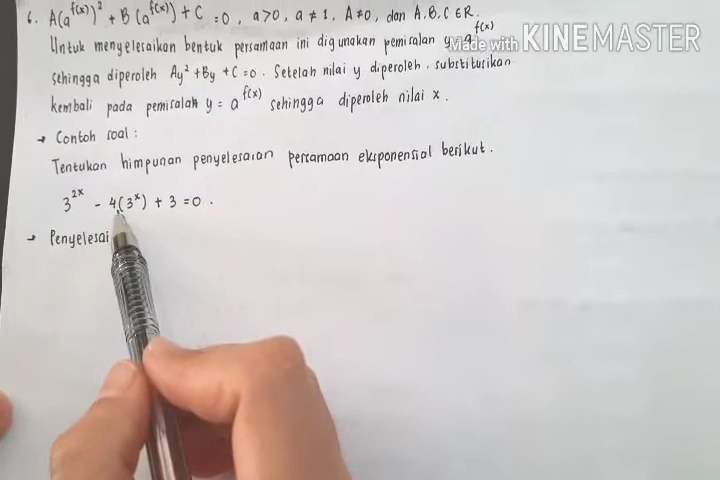 6. A(a^f(x))² + B(a^f(x)) + C = 0, a>0, a ≠ 1, A≠0, dan A,B,C ∈R.
Untuk menyelesaikan bentuk persamaan ini digunakan pemisalan y= a^f(x)
Made with KINEMASTER
sehingga diperoleh Ay² + By + C = 0. Setelah nilai y diperoleh, substitusikan
kembali pada pemisalah y = a^f(x) sehingga diperoleh nilai x.
→ Contoh soal :
Tentukan himpunan penyelesaian persamaan eksponensial berikut.
3^2x - 4(3^x) + 3 = 0 .
→ Penyelesai